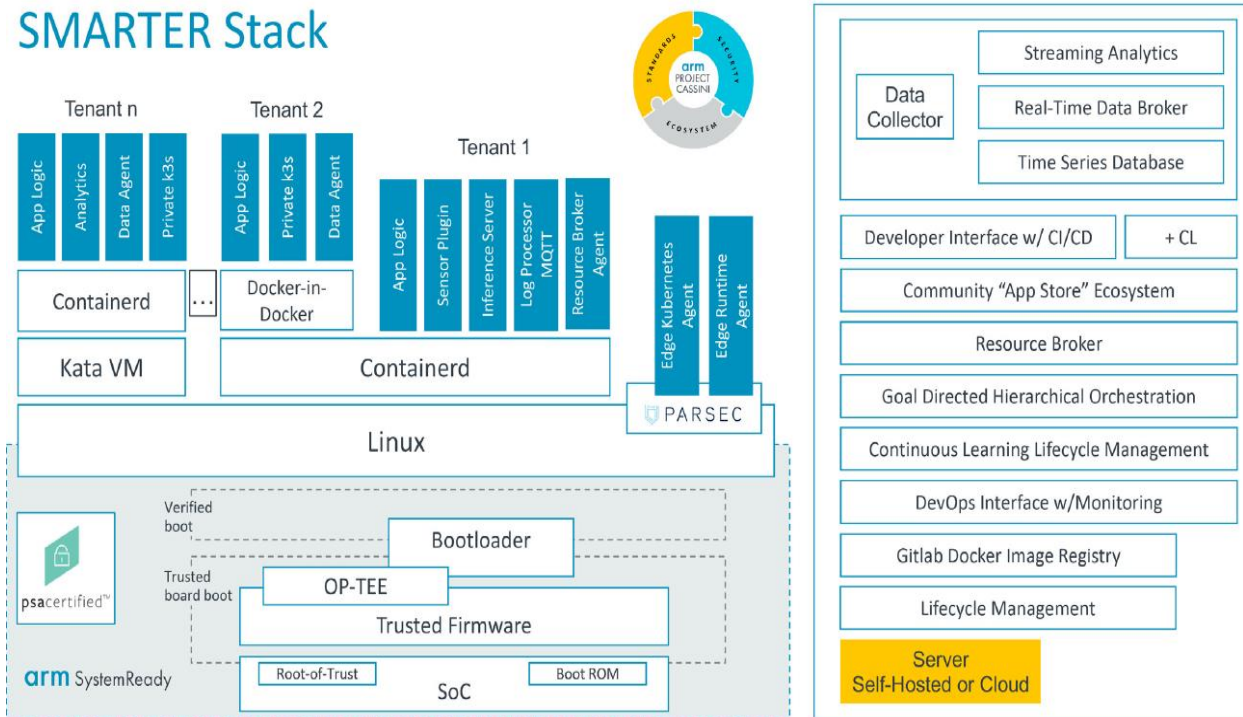 SMARTER Stack
STANDARDS
SECURITY
ECOSYSTEM
arm
PROJECT
CASSINI
Tenant n
App Logic
Analytics
Data Agent
Private k3s
Containerd
Kata VM
...
Tenant 2
App Logic
Private k3s
Data Agent
Docker-in-
Docker
Tenant 1
App Logic
Sensor Plugin
Inference Server
Log Processor
MQTT
Resource Broker
Agent
Containerd
Edge Kubernetes
Agent
Edge Runtime
Agent
PARSEC
Linux
Verified
boot
Bootloader
Trusted
board boot
OP-TEE
Trusted Firmware
Root-of-Trust
Boot ROM
SoC
psacertified™
arm SystemReady
Data
Collector
Streaming Analytics
Real-Time Data Broker
Time Series Database
Developer Interface w/ CI/CD
+ CL
Community “App Store” Ecosystem
Resource Broker
Goal Directed Hierarchical Orchestration
Continuous Learning Lifecycle Management
DevOps Interface w/Monitoring
Gitlab Docker Image Registry
Lifecycle Management
Server
Self-Hosted or Cloud